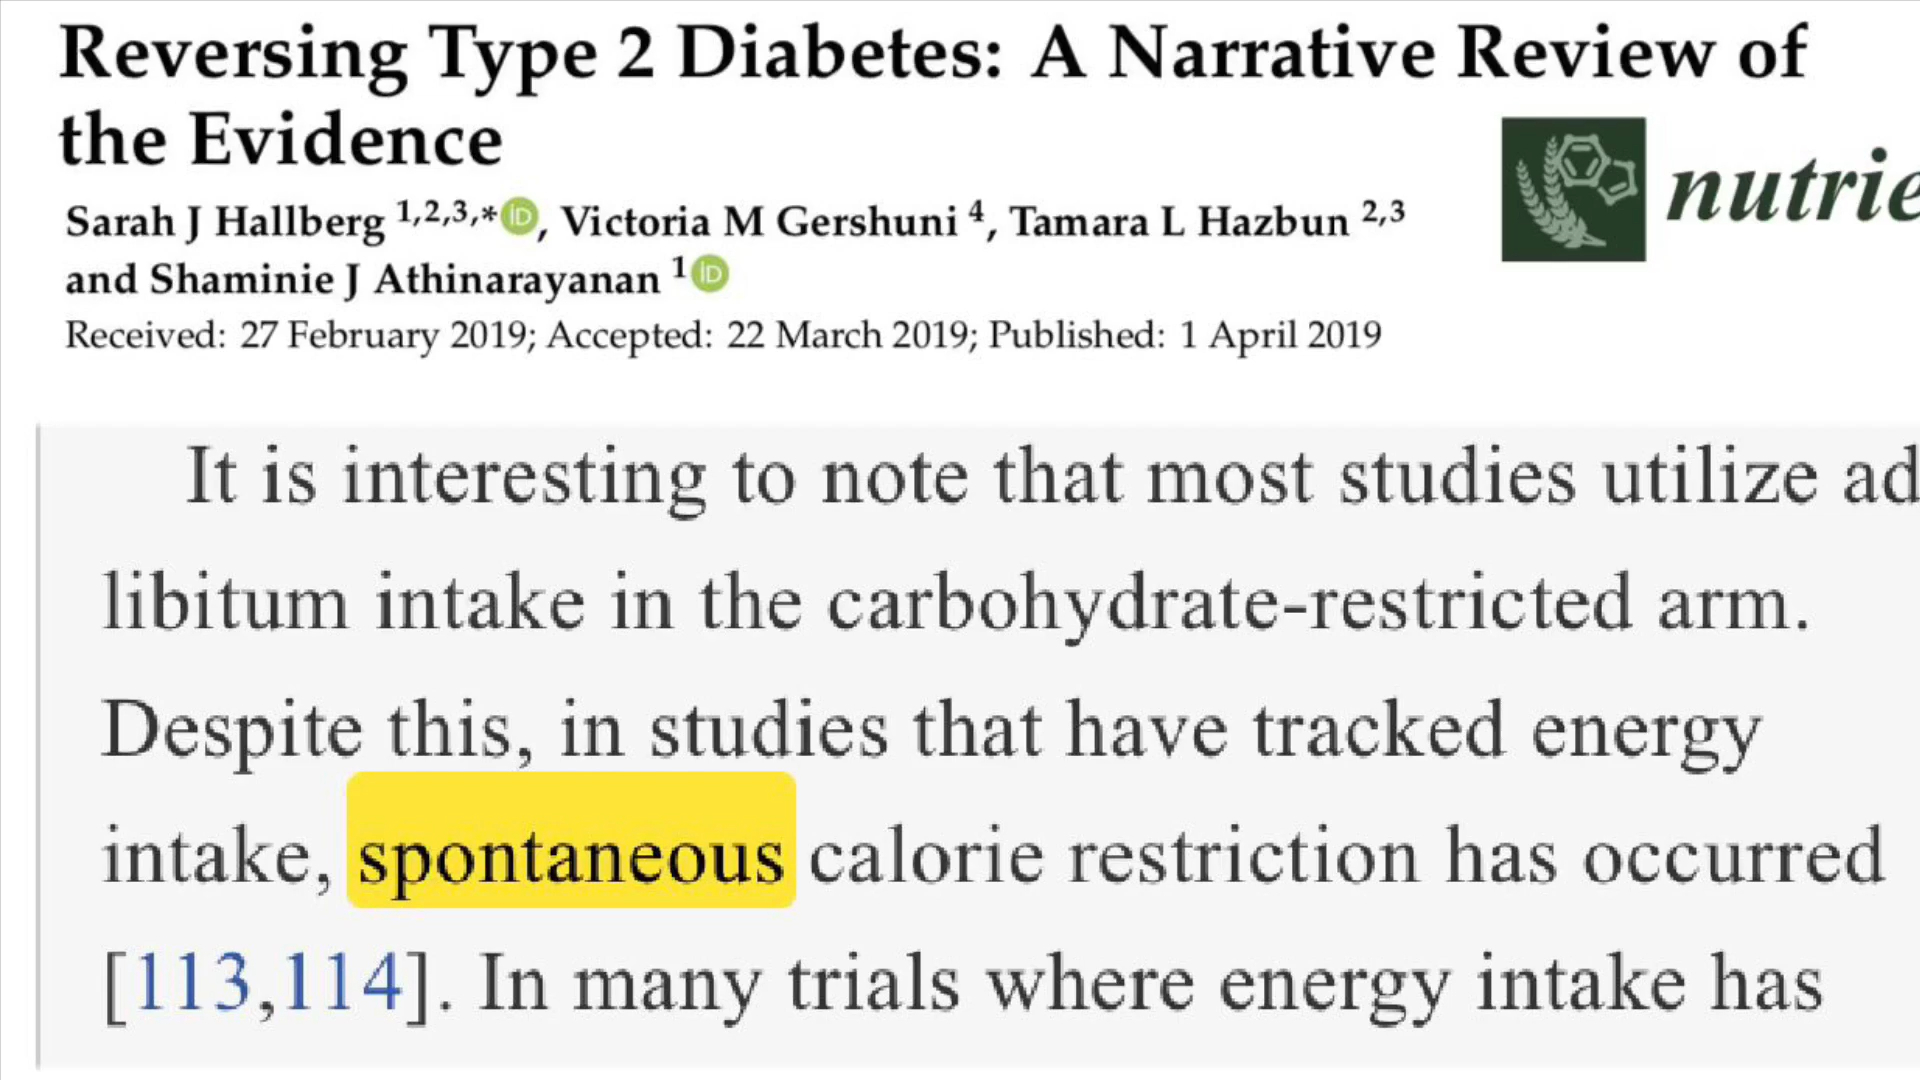 Reversing Type 2 Diabetes: A Narrative Review of
the Evidence
Sarah J Hallberg 1,2,3,* iD, Victoria M Gershuni 4, Tamara L Hazbun 2,3
and Shaminie J Athinarayanan 1 iD
nutrie
Received: 27 February 2019; Accepted: 22 March 2019; Published: 1 April 2019
It is interesting to note that most studies utilize ad
libitum intake in the carbohydrate-restricted arm.
Despite this, in studies that have tracked energy
intake, spontaneous calorie restriction has occurred
[113,114]. In many trials where energy intake has